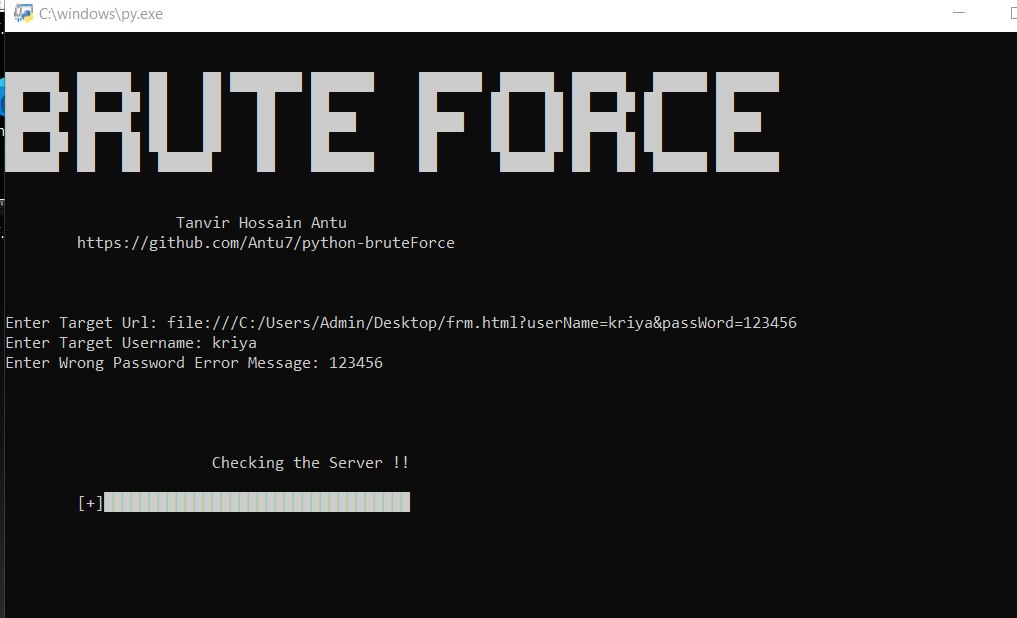 C:\windows\py.exe
BRUTE FORCE
Tanvir Hossain Antu
https://github.com/Antu7/python-bruteForce
Enter Target Url: file:///C:/Users/Admin/Desktop/frm.html?userName=kriya&passWord=123456
Enter Target Username: kriya
Enter Wrong Password Error Message: 123456
Checking the Server !!
[+]